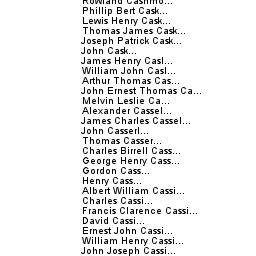 Rowland Cashmo...
Phillip Bert Cask...
Lewis Henry Cask...
Thomas James Cask...
Joseph Patrick Cask...
John Cask...
James Henry Casl...
William John Casl...
Arthur Thomas Cas...
John Ernest Thomas Ca...
Melvin Leslie Ca...
Alexander Cassel...
James Charles Cassel...
John Casserl...
Thomas Casser...
Charles Birrell Cass...
George Henry Cass...
Gordon Cass...
Henry Cass...
Albert William Cassi...
Charles Cassi...
Francis Clarence Cassi...
David Cassi...
Ernest John Cassi...
William Henry Cassi...
John Joseph Cassi...